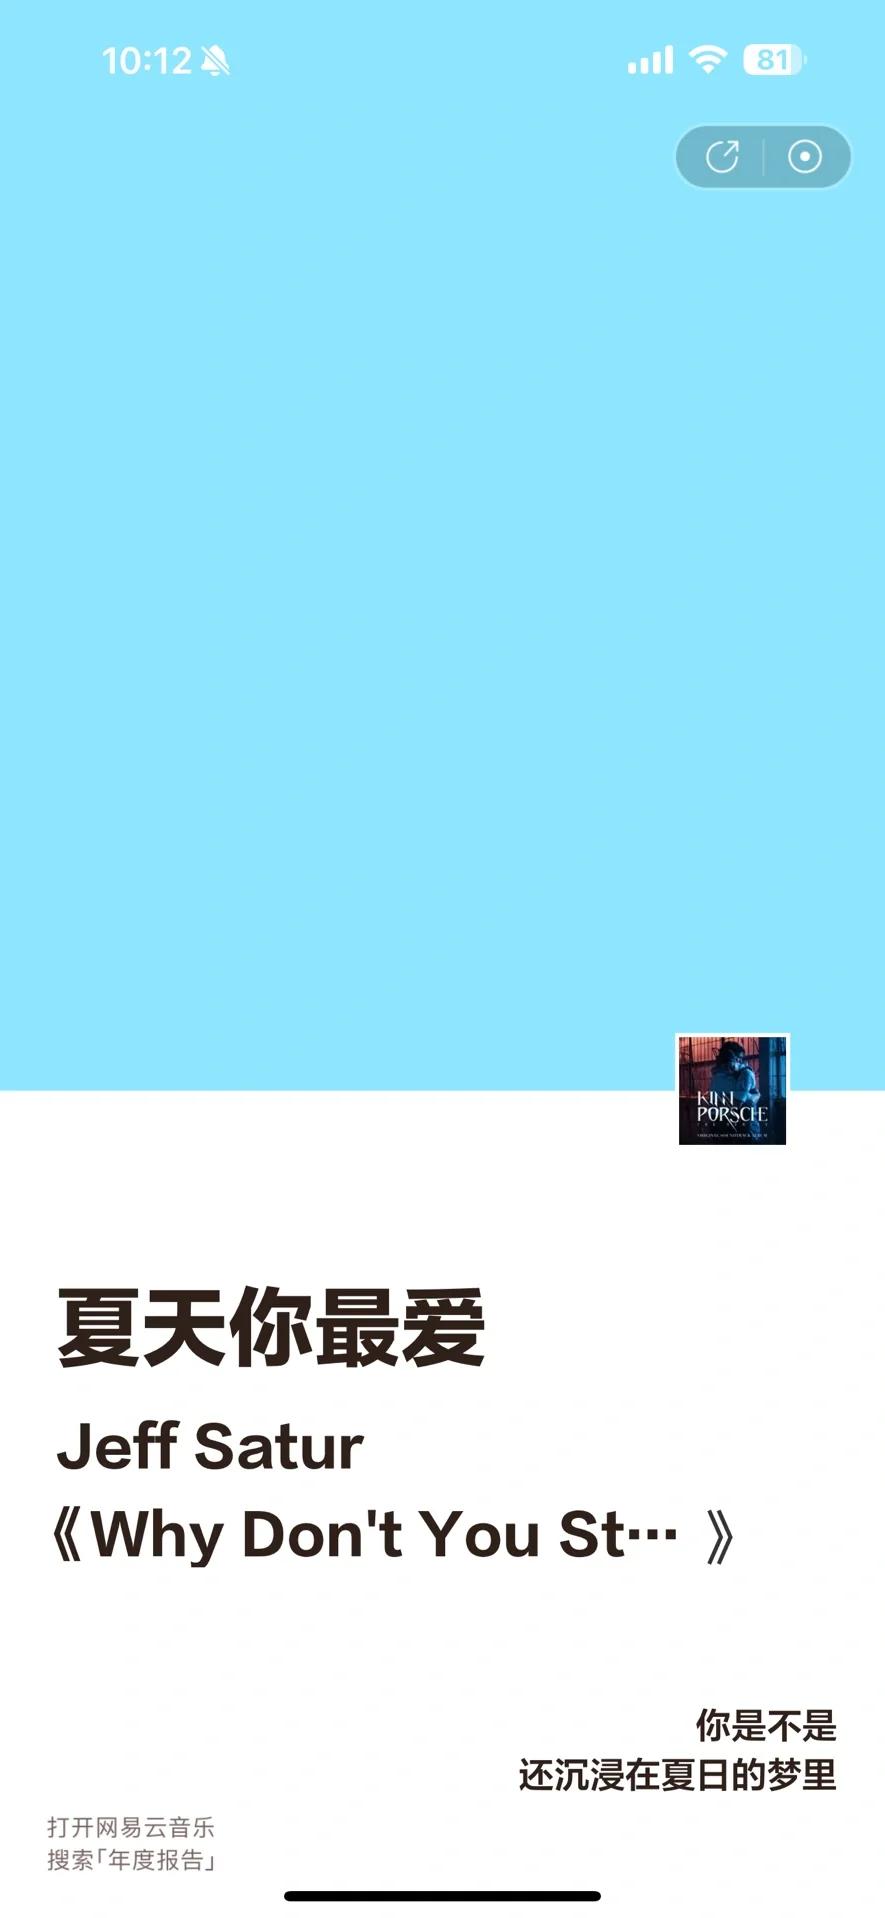 10:12
81
KINN
PORSCHE
ORIGINAL SOUNDTRACK ALBUM
夏天你最爱
Jeff Satur
《Why Don't You St… 》
你是不是
还沉浸在夏日的梦里
打开网易云音乐
搜索「年度报告」